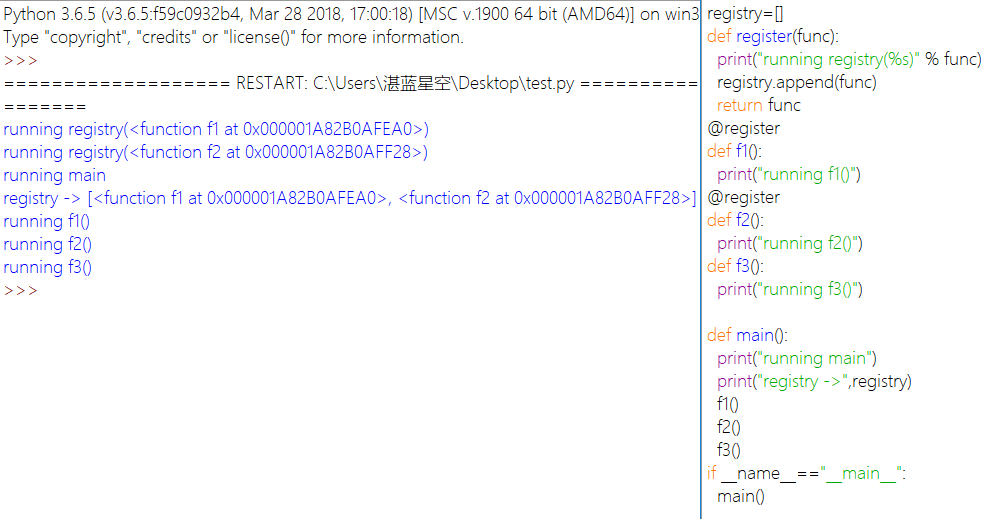 Python 3.6.5 (v3.6.5:f59c0932b4, Mar 28 2018, 17:00:18) [MSC v.1900 64 bit (AMD64)] on win3
Type "copyright", "credits" or "license()" for more information.
>>>
=================== RESTART: C:\Users\湛蓝星空\Desktop\test.py ==========
=======
running registry(<function f1 at 0x000001A82B0AFEA0>)
running registry(<function f2 at 0x000001A82B0AFF28>)
running main
registry -> [<function f1 at 0x000001A82B0AFEA0>, <function f2 at 0x000001A82B0AFF28>]
running f1()
running f2()
running f3()
>>>
registry=[]
def register(func):
  print("running registry(%s)" % func)
  registry.append(func)
  return func
@register
def f1():
  print("running f1()")
@register
def f2():
  print("running f2()")
def f3():
  print("running f3()")
def main():
  print("running main")
  print("registry ->",registry)
  f1()
  f2()
  f3()
if __name__=="__main__":
  main()